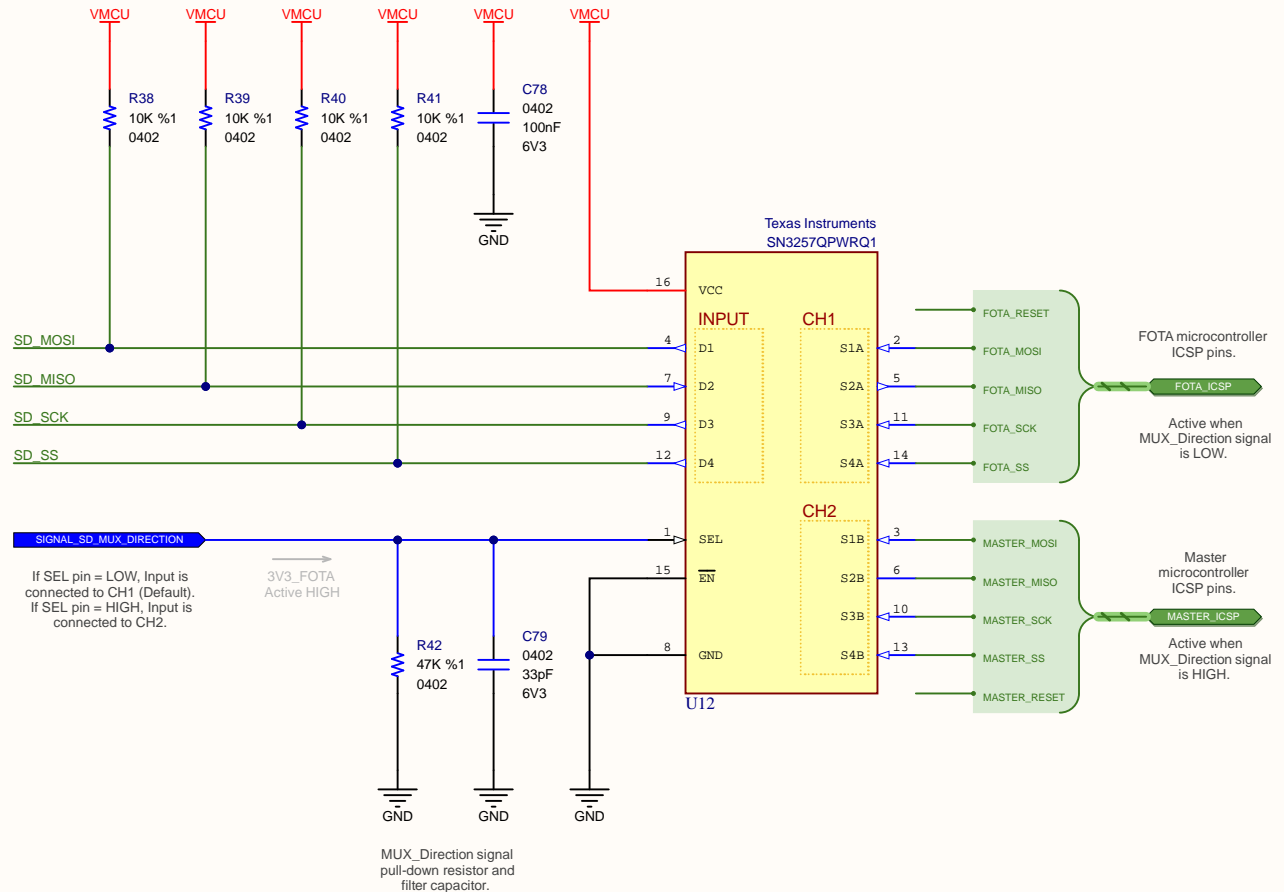 VMCU
VMCU
VMCU
VMCU
VMCU
VMCU
R38
10K %1
0402
R39
10K %1
0402
R40
10K %1
0402
R41
10K %1
0402
C78
0402
100nF
6V3
GND
Texas Instruments
SN3257QPWRQ1
16
VCC
INPUT
CH1
SD_MOSI
4
D1
S1A
2
SD_MISO
7
D2
S2A
5
SD_SCK
9
D3
S3A
11
SD_SS
12
D4
S4A
14
FOTA_RESET
FOTA_MOSI
FOTA_MISO
FOTA_SCK
FOTA_SS
FOTA microcontroller
ICSP pins.
FOTA_ICSP
Active when
MUX_Direction signal
is LOW.
CH2
SIGNAL_SD_MUX_DIRECTION
1
SEL
S1B
3
15
EN
S2B
6
S3B
10
8
GND
S4B
13
U12
If SEL pin = LOW, Input is
connected to CH1 (Default).
If SEL pin = HIGH, Input is
connected to CH2.
3V3_FOTA
Active HIGH
R42
47K %1
0402
C79
0402
33pF
6V3
MASTER_MOSI
MASTER_MISO
MASTER_SCK
MASTER_SS
MASTER_RESET
Master
microcontroller
ICSP pins.
MASTER_ICSP
Active when
MUX_Direction signal
is HIGH.
GND
GND
GND
MUX_Direction signal
pull-down resistor and
filter capacitor.